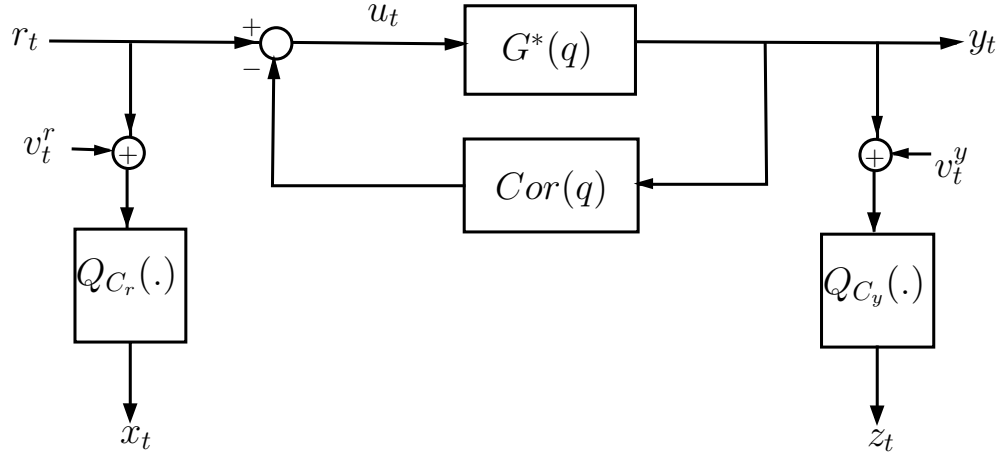 r_t
+
u_t
G*(q)
y_t
−
v_t^r
+
Cor(q)
+
v_t^y
Q_{C_r}(.)
Q_{C_y}(.)
x_t
z_t